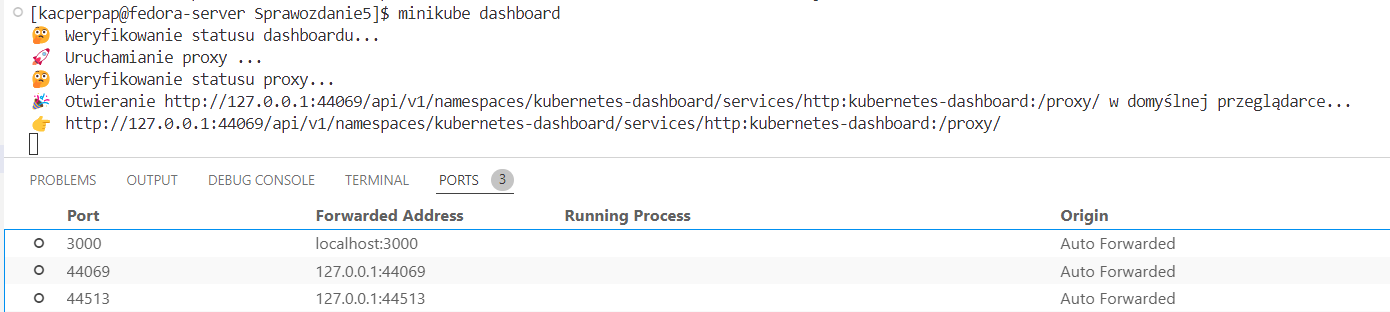 [kacperpap@fedora-server Sprawozdanie5]$ minikube dashboard
🤔 Weryfikowanie statusu dashboardu...
🚀 Uruchamianie proxy ...
🤔 Weryfikowanie statusu proxy...
🎉 Otwieranie http://127.0.0.1:44069/api/v1/namespaces/kubernetes-dashboard/services/http:kubernetes-dashboard:/proxy/ w domyślnej przeglądarce...
👉 http://127.0.0.1:44069/api/v1/namespaces/kubernetes-dashboard/services/http:kubernetes-dashboard:/proxy/
PROBLEMS OUTPUT DEBUG CONSOLE TERMINAL PORTS 3
Port Forwarded Address Running Process Origin
3000 localhost:3000 Auto Forwarded
44069 127.0.0.1:44069 Auto Forwarded
44513 127.0.0.1:44513 Auto Forwarded